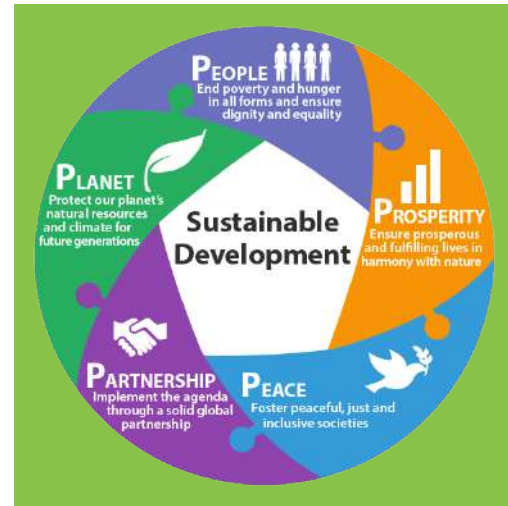 PEOPLE
End poverty and hunger
in all forms and ensure
dignity and equality
PLANET
Protect our planet's
natural resources
and climate for
future generations
Sustainable
Development
PROSPERITY
Ensure prosperous
and fulfilling lives in
harmony with nature
PARTNERSHIP
Implement the agenda
through a solid global
partnership
PEACE
Foster peaceful, just and
inclusive societies